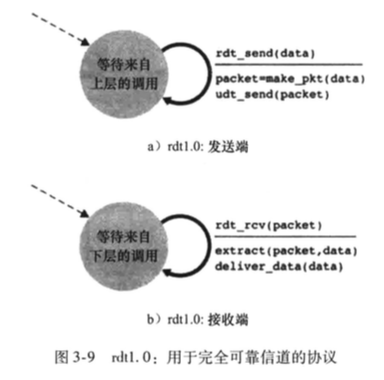 等待来自
上层的调用
rdt_send(data)
packet=make_pkt(data)
udt_send(packet)
a）rdt1.0: 发送端
等待来自
下层的调用
rdt_rcv(packet)
extract(packet,data)
deliver_data(data)
b）rdt1.0: 接收端
图 3-9 rdt1.0：用于完全可靠信道的协议